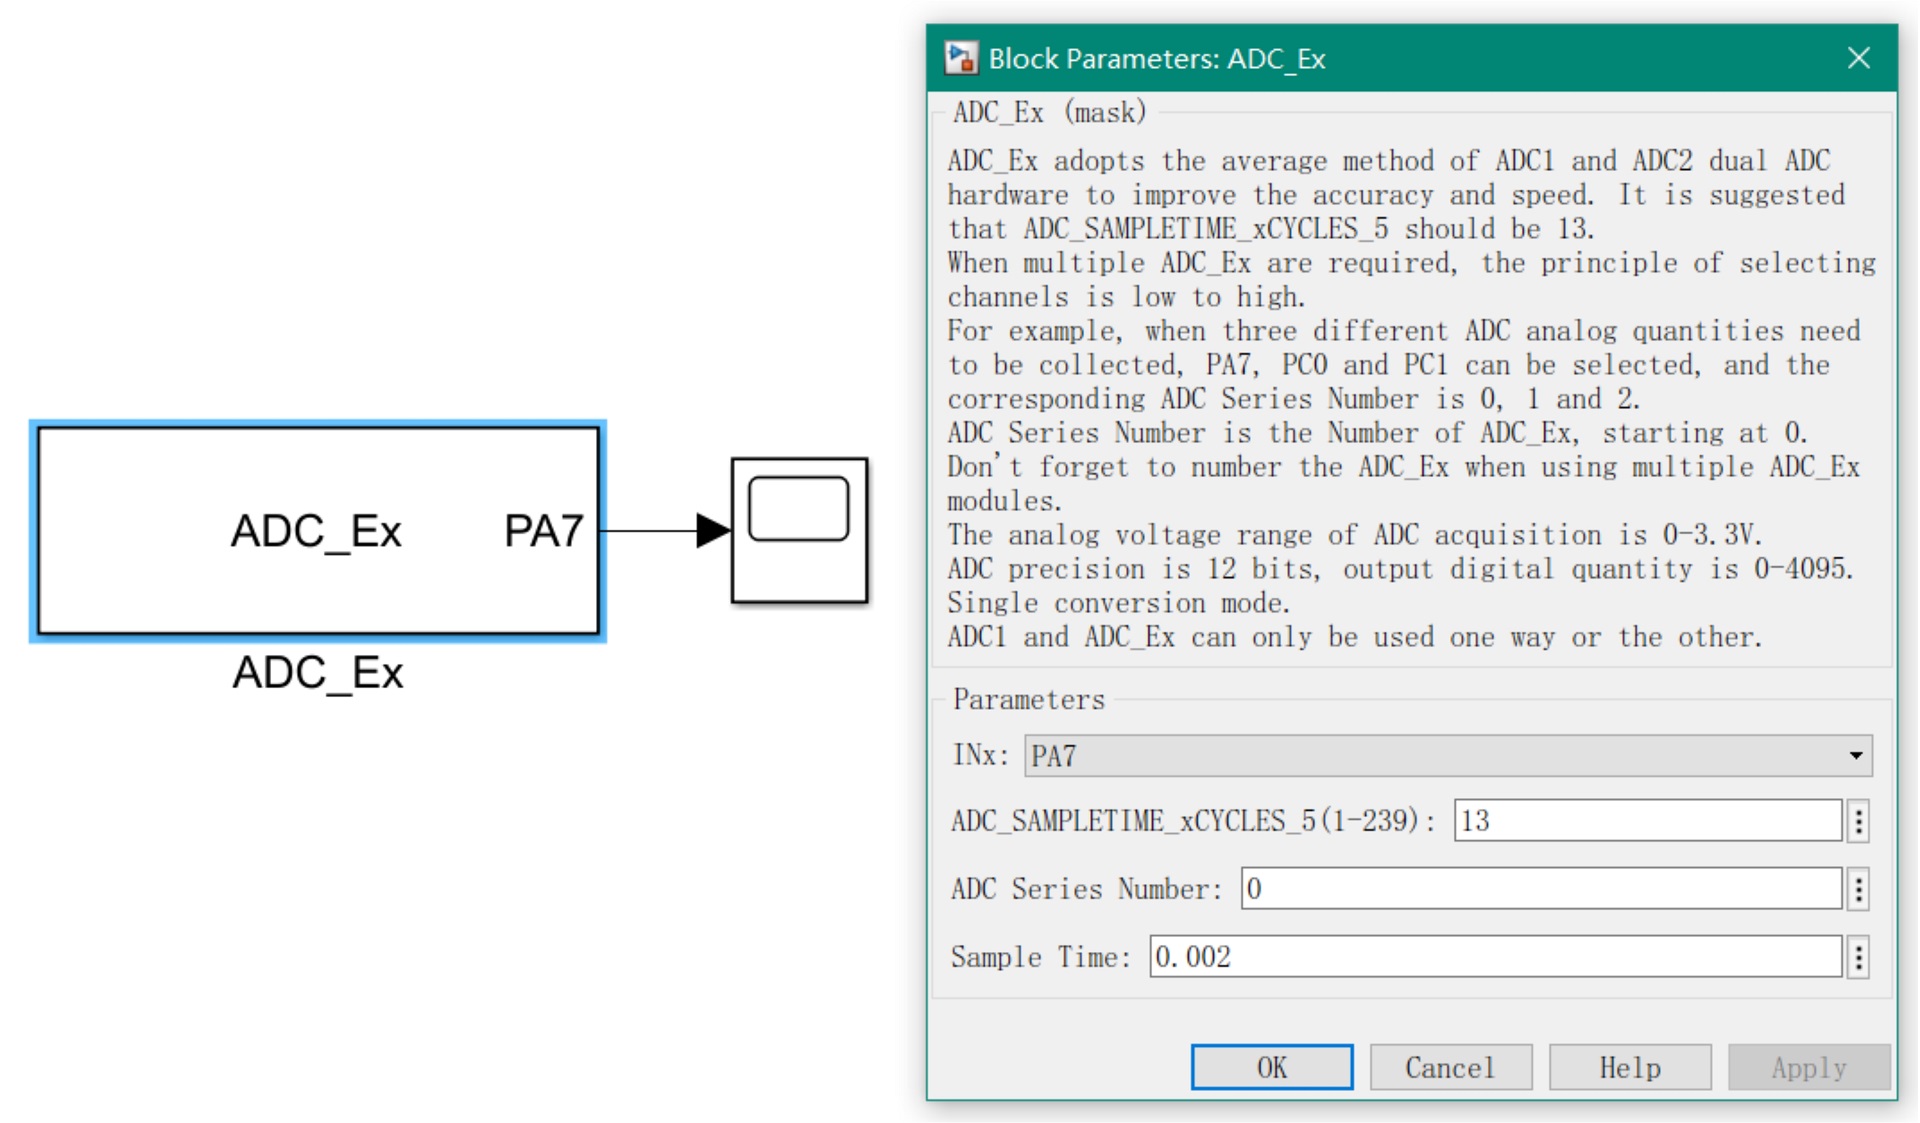 ADC_Ex PA7
ADC_Ex
Block Parameters: ADC_Ex
ADC_Ex (mask)
ADC_Ex adopts the average method of ADC1 and ADC2 dual ADC
hardware to improve the accuracy and speed. It is suggested
that ADC_SAMPLETIME_xCYCLES_5 should be 13.
When multiple ADC_Ex are required, the principle of selecting
channels is low to high.
For example, when three different ADC analog quantities need
to be collected, PA7, PC0 and PC1 can be selected, and the
corresponding ADC Series Number is 0, 1 and 2.
ADC Series Number is the Number of ADC_Ex, starting at 0.
Don't forget to number the ADC_Ex when using multiple ADC_Ex
modules.
The analog voltage range of ADC acquisition is 0-3.3V.
ADC precision is 12 bits, output digital quantity is 0-4095.
Single conversion mode.
ADC1 and ADC_Ex can only be used one way or the other.
Parameters
INx: PA7
ADC_SAMPLETIME_xCYCLES_5(1-239): 13
ADC Series Number: 0
Sample Time: 0.002
OK Cancel Help Apply